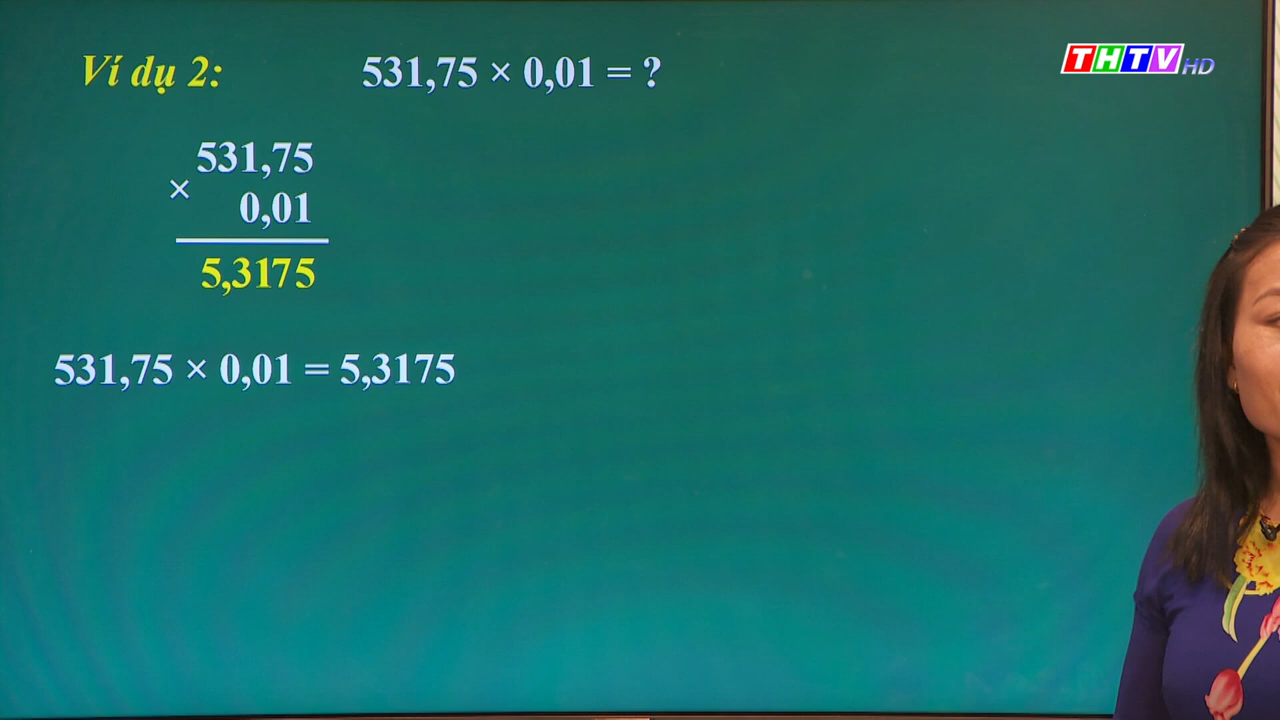 Ví dụ 2: 531,75 × 0,01 = ?
THTV HD
531,75
×
0,01
5,3175
531,75 × 0,01 = 5,3175